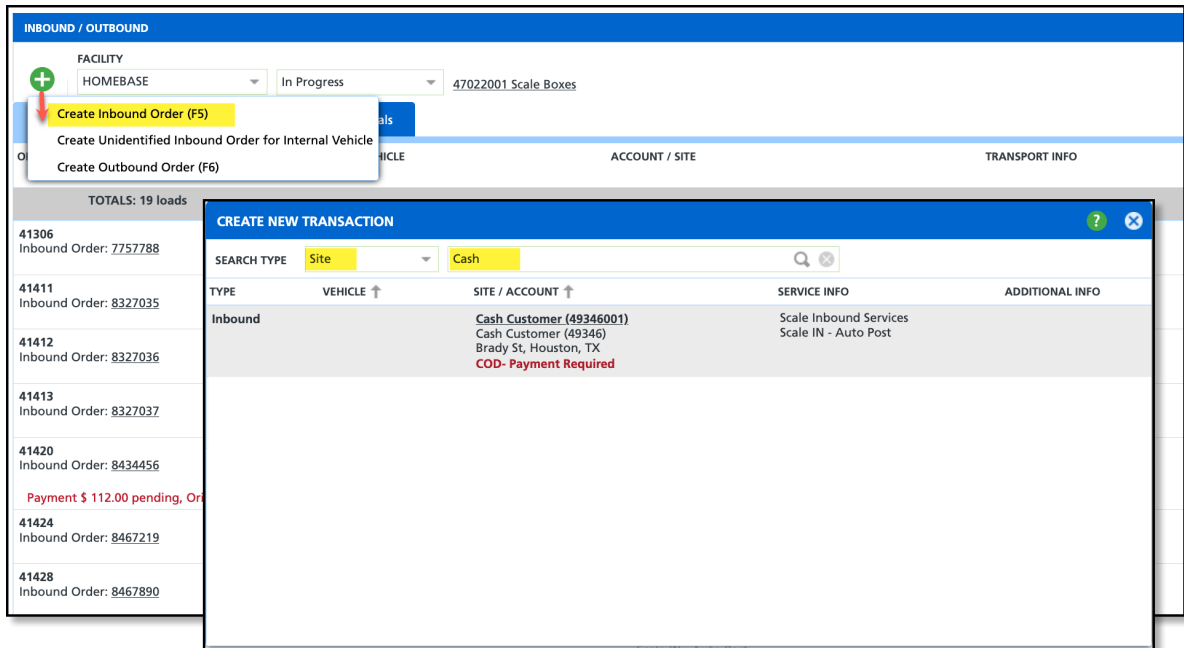 INBOUND / OUTBOUND
FACILITY
HOMEBASE
In Progress
47022001 Scale Boxes
Create Inbound Order (F5)
Create Unidentified Inbound Order for Internal Vehicle
Create Outbound Order (F6)
ACCOUNT / SITE
TRANSPORT INFO
TOTALS: 19 loads
41306
Inbound Order: 7757788
41411
Inbound Order: 8327035
41412
Inbound Order: 8327036
41413
Inbound Order: 8327037
41420
Inbound Order: 8434456
Payment $ 112.00 pending,
41424
Inbound Order: 8467219
41428
Inbound Order: 8467890
CREATE NEW TRANSACTION
?
SEARCH TYPE
Site
Cash
TYPE
VEHICLE
SITE / ACCOUNT
SERVICE INFO
ADDITIONAL INFO
Inbound
Cash Customer (49346001)
Cash Customer (49346)
Brady St, Houston, TX
COD- Payment Required
Scale Inbound Services
Scale IN - Auto Post